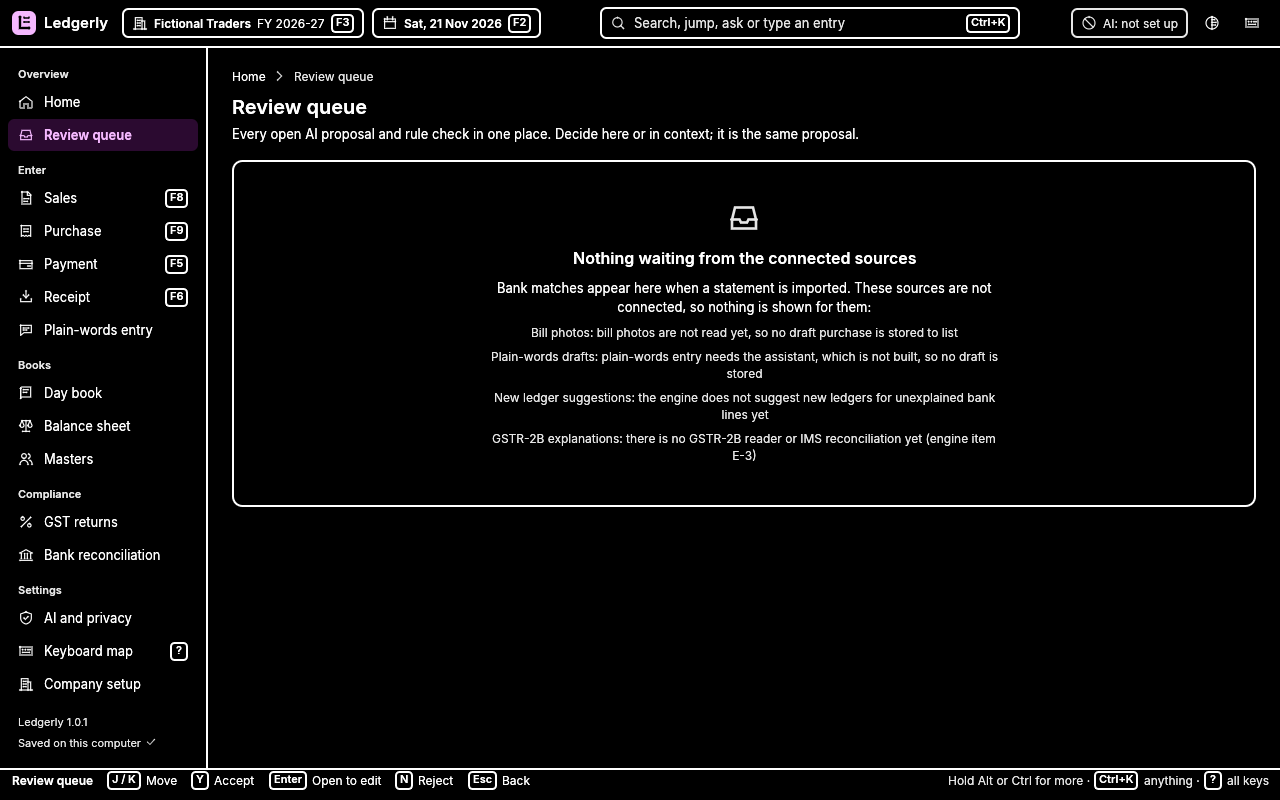 Ledgerly
Fictional Traders FY 2026-27 F3
Sat, 21 Nov 2026 F2
Search, jump, ask or type an entry Ctrl+K
AI: not set up
Overview
Home
Review queue
Enter
Sales F8
Purchase F9
Payment F5
Receipt F6
Plain-words entry
Books
Day book
Balance sheet
Masters
Compliance
GST returns
Bank reconciliation
Settings
AI and privacy
Keyboard map ?
Company setup
Ledgerly 1.0.1
Saved on this computer
Home Review queue
Review queue
Every open AI proposal and rule check in one place. Decide here or in context; it is the same proposal.
Nothing waiting from the connected sources
Bank matches appear here when a statement is imported. These sources are not
connected, so nothing is shown for them:
Bill photos: bill photos are not read yet, so no draft purchase is stored to list
Plain-words drafts: plain-words entry needs the assistant, which is not built, so no draft is
stored
New ledger suggestions: the engine does not suggest new ledgers for unexplained bank
lines yet
GSTR-2B explanations: there is no GSTR-2B reader or IMS reconciliation yet (engine item
E-3)
Review queue J / K Move Y Accept Enter Open to edit N Reject Esc Back
Hold Alt or Ctrl for more · Ctrl+K anything · ? all keys